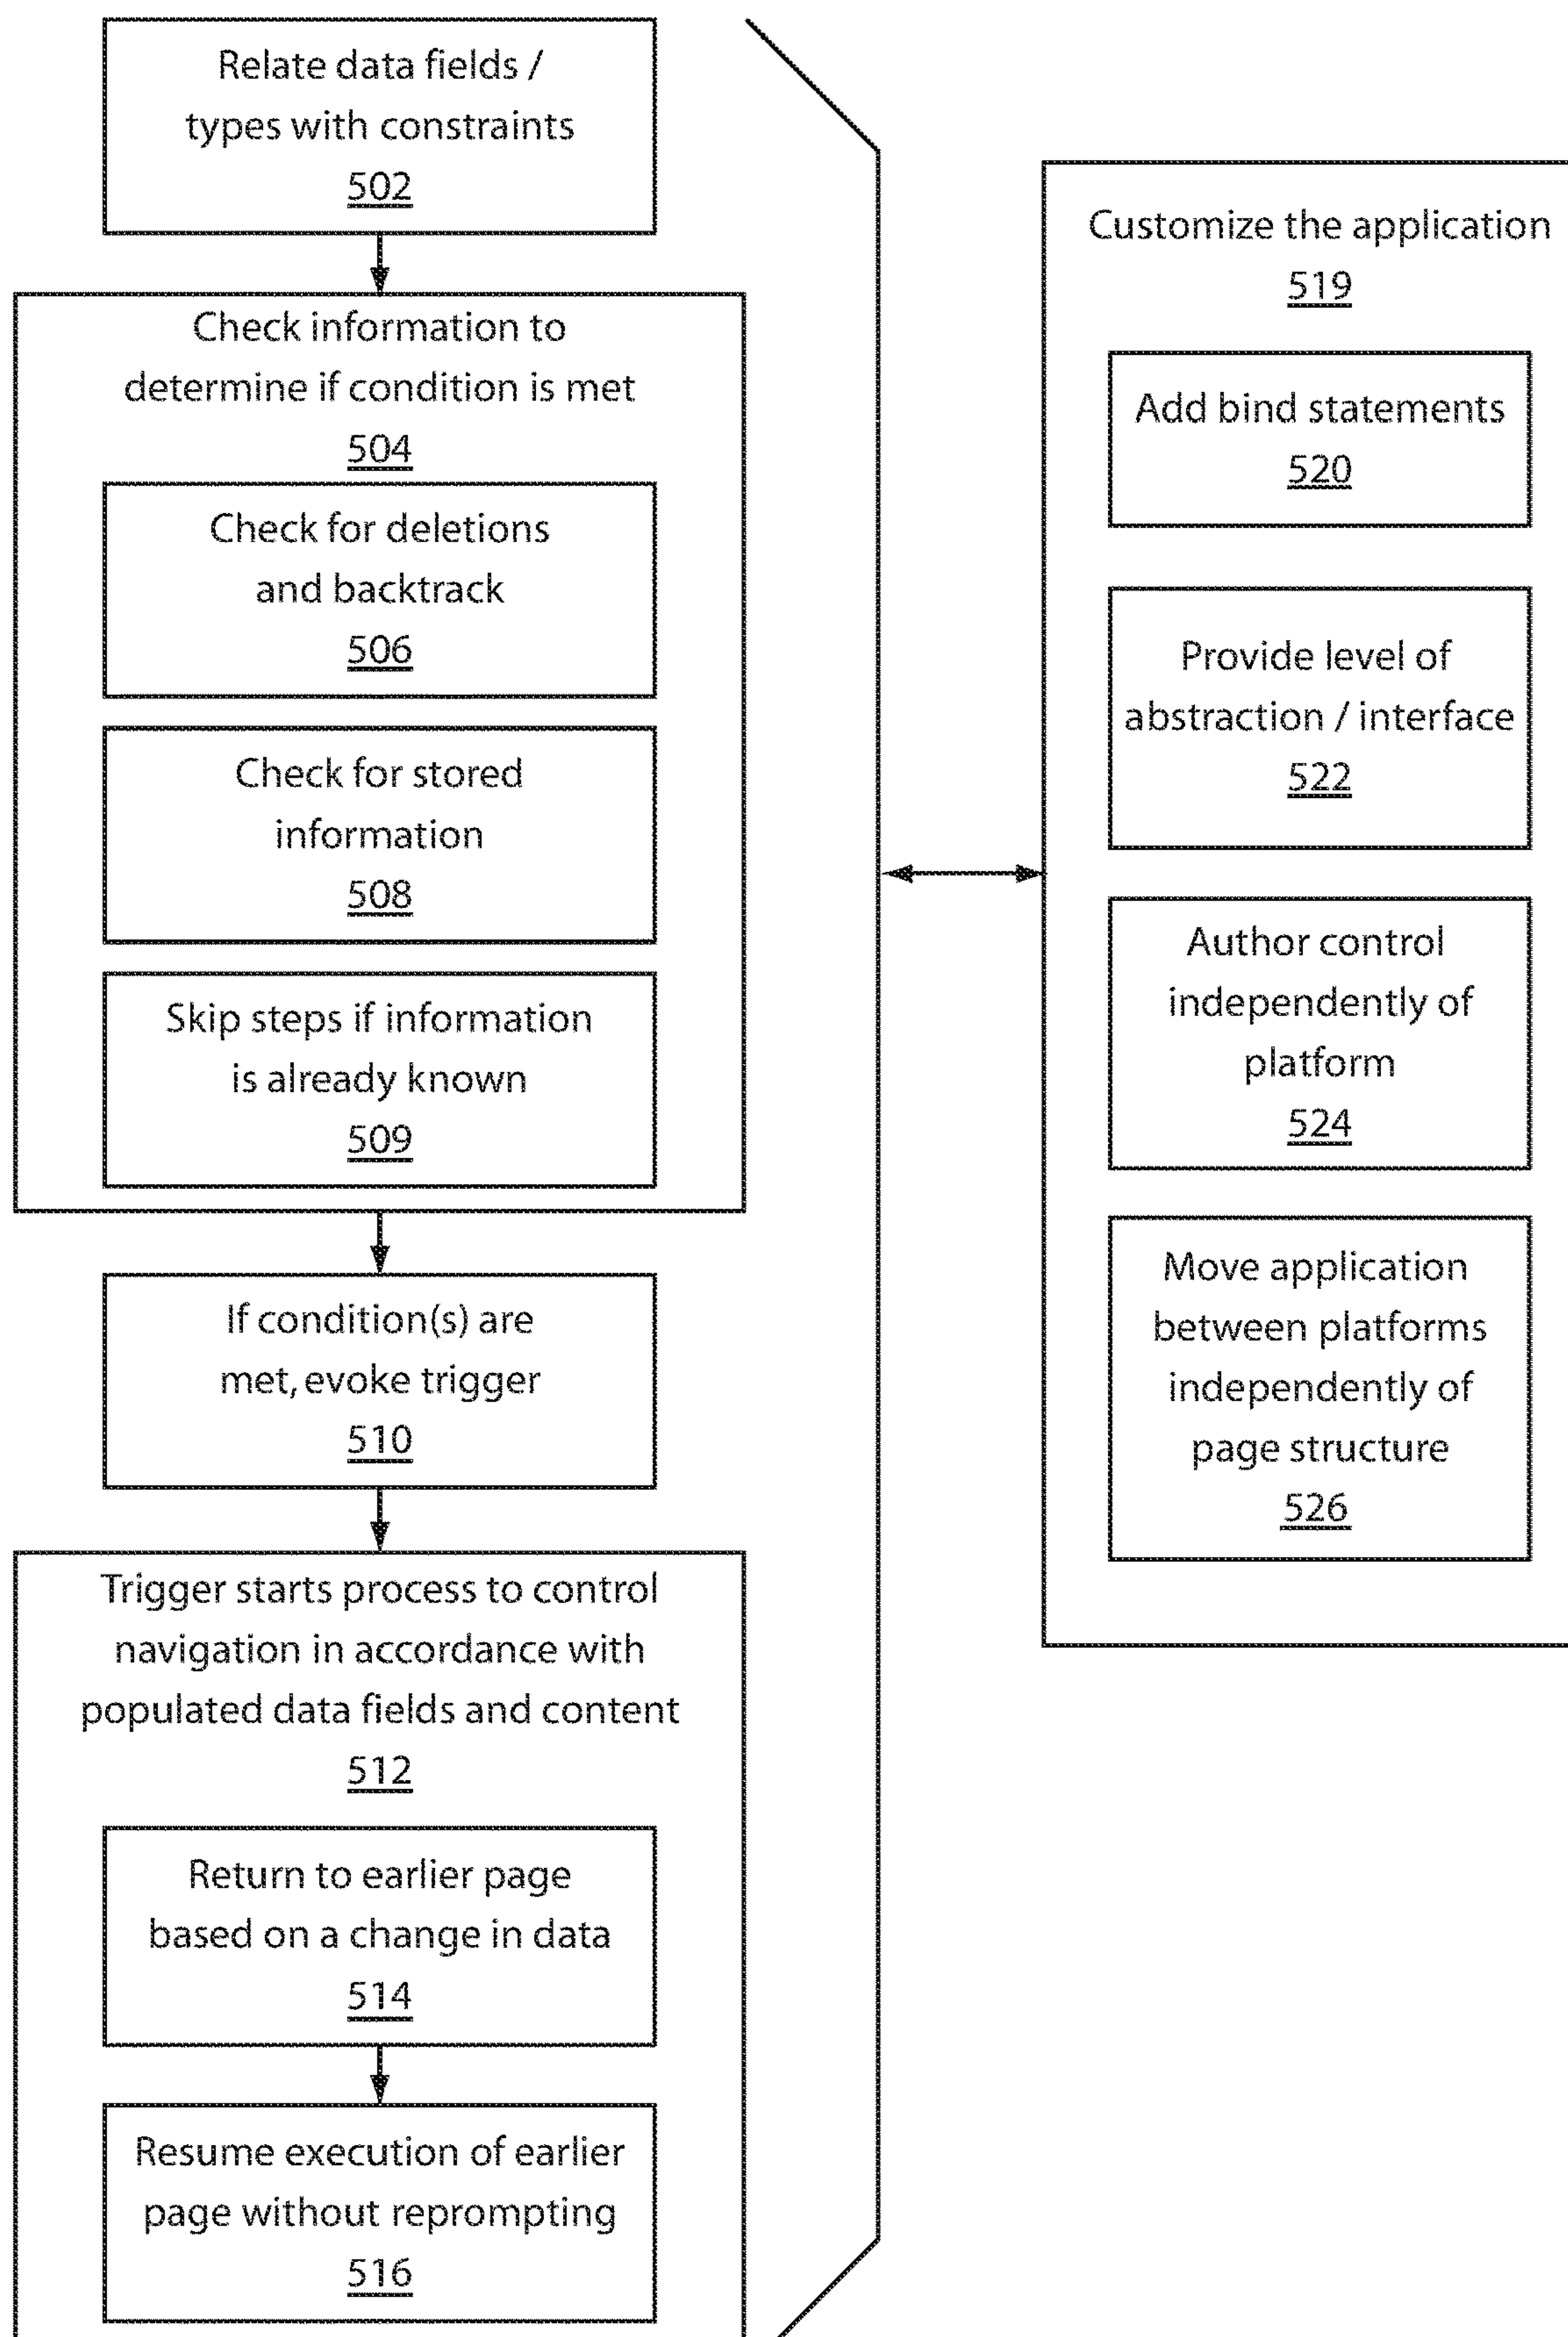 Relate data fields /
types with constraints
502
Check information to
determine if condition is met
504
Check for deletions
and backtrack
506
Check for stored
information
508
Skip steps if information
is already known
509
If condition(s) are
met, evoke trigger
510
Trigger starts process to control
navigation in accordance with
populated data fields and content
512
Return to earlier page
based on a change in data
514
Resume execution of earlier
page without reprompting
516
Customize the application
519
Add bind statements
520
Provide level of
abstraction / interface
522
Author control
independently of
platform
524
Move application
between platforms
independently of
page structure
526